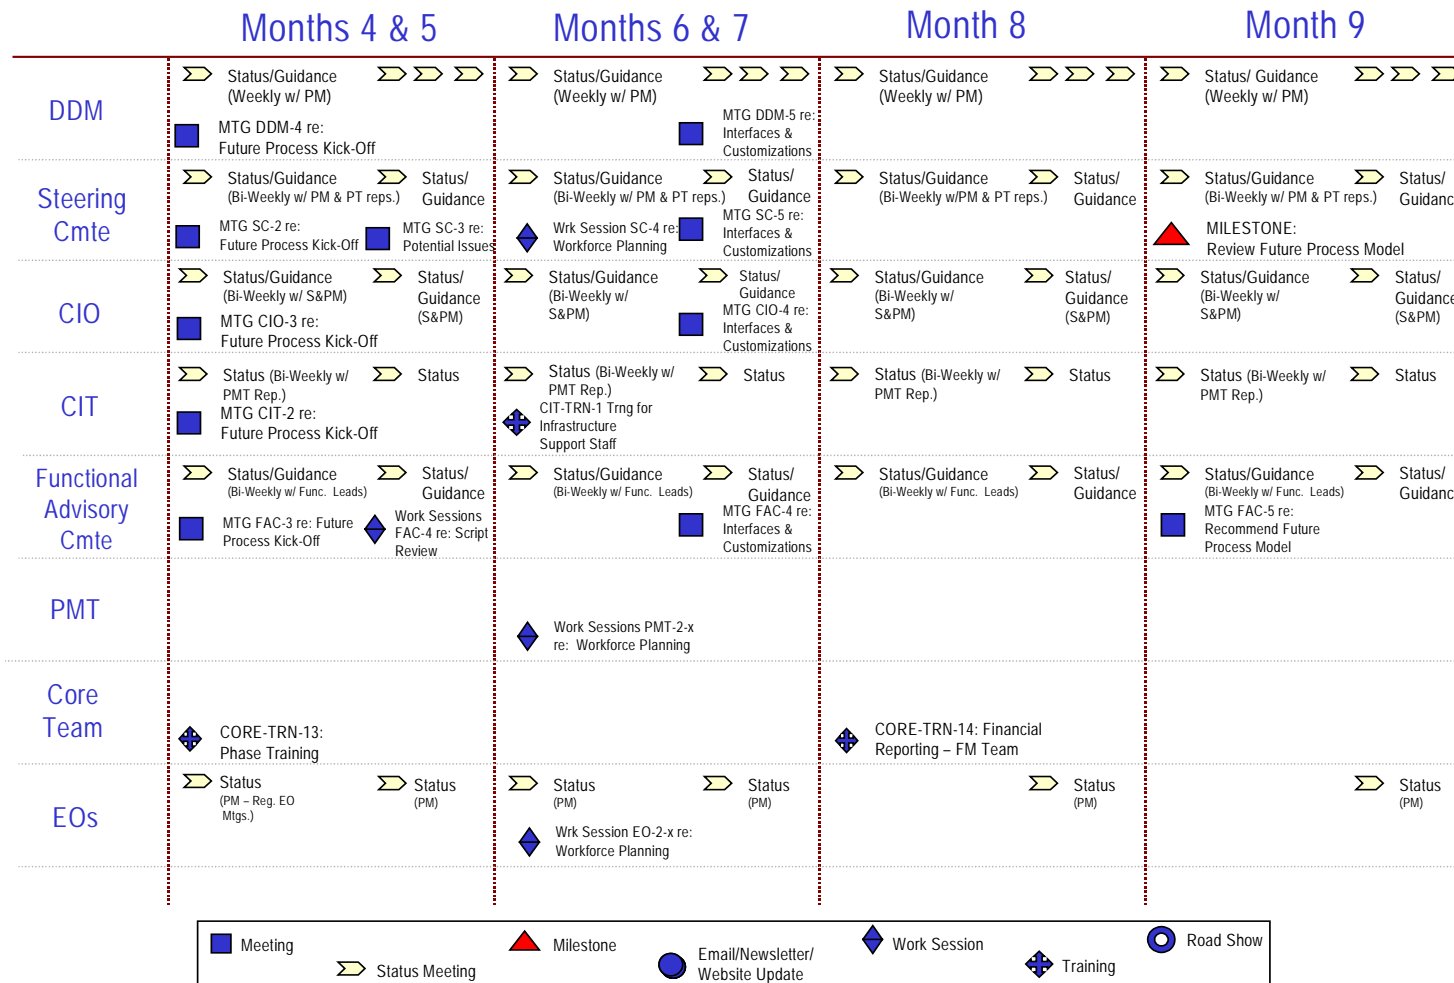 Months 4 & 5
Months 6 & 7
Month 8
Month 9
DDM
Status/Guidance
(Weekly w/ PM)
MTG DDM-4 re:
Future Process Kick-Off
Status/Guidance
(Weekly w/ PM)
MTG DDM-5 re:
Interfaces &
Customizations
Status/Guidance
(Weekly w/ PM)
Status/ Guidance
(Weekly w/ PM)
Steering
Cmte
Status/Guidance
(Bi-Weekly w/ PM & PT reps.)
Status/
Guidance
MTG SC-2 re:
Future Process Kick-Off
MTG SC-3 re:
Potential Issues
Status/Guidance
(Bi-Weekly w/ PM & PT reps.)
Status/
Guidance
Wrk Session SC-4 re:
Workforce Planning
MTG SC-5 re:
Interfaces &
Customizations
Status/Guidance
(Bi-Weekly w/PM & PT reps.)
Status/
Guidance
Status/Guidance
(Bi-Weekly w/ PM & PT reps.)
Status/
Guidance
MILESTONE:
Review Future Process Model
CIO
Status/Guidance
(Bi-Weekly w/ S&PM)
Status/
Guidance
(S&PM)
MTG CIO-3 re:
Future Process Kick-Off
Status/Guidance
(Bi-Weekly w/
S&PM)
Status/
Guidance
MTG CIO-4 re:
Interfaces &
Customizations
Status/Guidance
(Bi-Weekly w/
S&PM)
Status/
Guidance
(S&PM)
Status/Guidance
(Bi-Weekly w/
S&PM)
Status/
Guidance
(S&PM)
CIT
Status (Bi-Weekly w/
PMT Rep.)
Status
MTG CIT-2 re:
Future Process Kick-Off
Status (Bi-Weekly w/
PMT Rep.)
Status
CIT-TRN-1 Trng for
Infrastructure
Support Staff
Status (Bi-Weekly w/
PMT Rep.)
Status
Status (Bi-Weekly w/
PMT Rep.)
Status
Functional
Advisory
Cmte
Status/Guidance
(Bi-Weekly w/ Func. Leads)
Status/
Guidance
MTG FAC-3 re: Future
Process Kick-Off
Work Sessions
FAC-4 re: Script
Review
Status/Guidance
(Bi-Weekly w/ Func. Leads)
Status/
Guidance
MTG FAC-4 re:
Interfaces &
Customizations
Status/Guidance
(Bi-Weekly w/ Func. Leads)
Status/
Guidance
Status/Guidance
(Bi-Weekly w/ Func. Leads)
Status/
Guidanc
MTG FAC-5 re:
Recommend Future
Process Model
PMT
Work Sessions PMT-2-x
re: Workforce Planning
Core
Team
CORE-TRN-13:
Phase Training
CORE-TRN-14: Financial
Reporting – FM Team
EOs
Status
(PM – Reg. EO
Mtgs.)
Status
(PM)
Status
(PM)
Status
(PM)
Wrk Session EO-2-x re:
Workforce Planning
Status
(PM)
Status
(PM)
Meeting
Status Meeting
Milestone
Email/Newsletter/
Website Update
Work Session
Training
Road Show